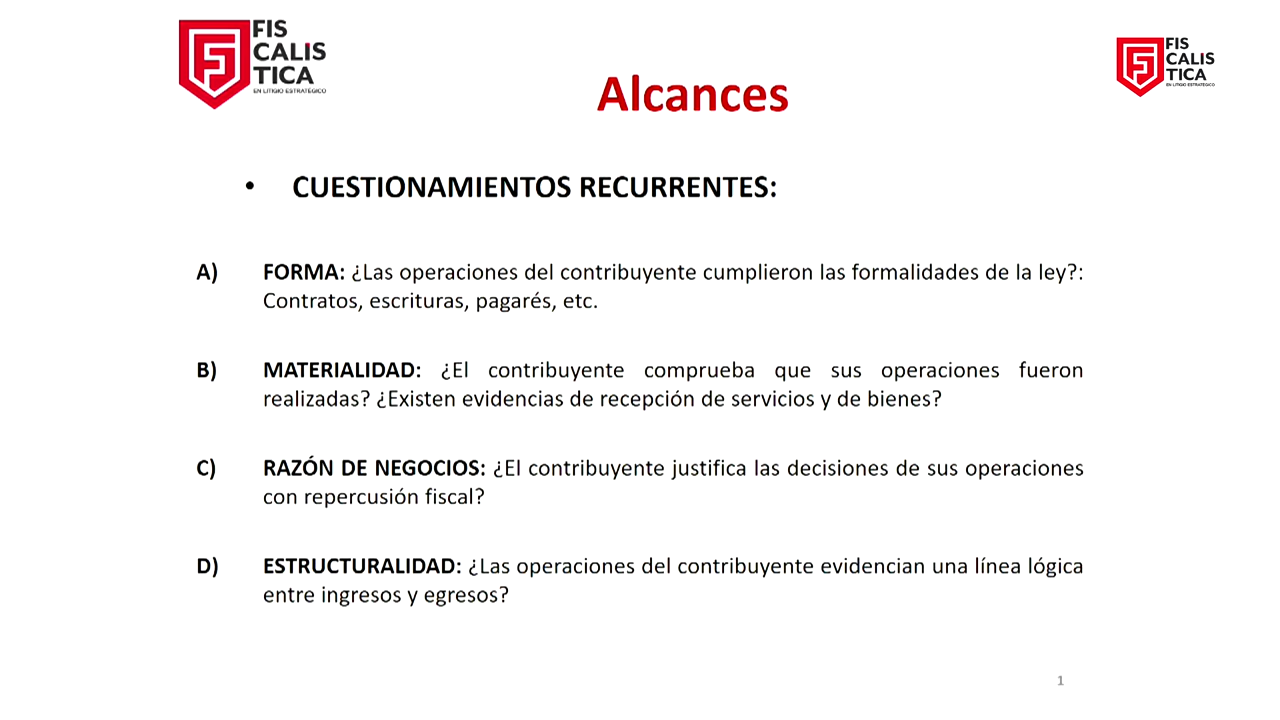 FIS
CALIS
TICA
EN LITIGIO ESTRATÉGICO
FIS
CALIS
TICA
EN LITIGIO ESTRATÉGICO
Alcances
• CUESTIONAMIENTOS RECURRENTES:
A) FORMA: ¿Las operaciones del contribuyente cumplieron las formalidades de la ley?:
Contratos, escrituras, pagarés, etc.
B) MATERIALIDAD: ¿El contribuyente comprueba que sus operaciones fueron
realizadas? ¿Existen evidencias de recepción de servicios y de bienes?
C) RAZÓN DE NEGOCIOS: ¿El contribuyente justifica las decisiones de sus operaciones
con repercusión fiscal?
D) ESTRUCTURALIDAD: ¿Las operaciones del contribuyente evidencian una línea lógica
entre ingresos y egresos?
1